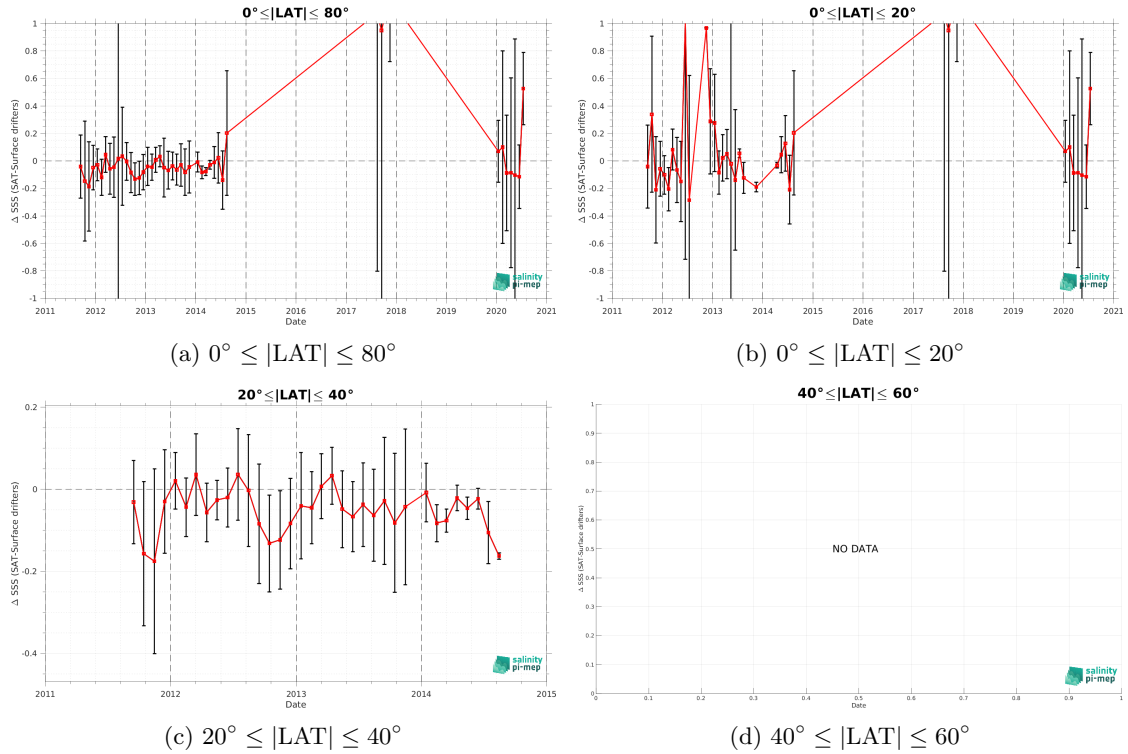 0°≤|LAT|≤ 80°
1
0.8
0.6
0.4
0.2
0
-0.2
-0.4
-0.6
-0.8
-1
Δ SSS (SAT-Surface drifters)
2011 2012 2013 2014 2015 2016 2017 2018 2019 2020 2021
Date
salinity
pi-mep
(a) 0° ≤ |LAT| ≤ 80°
0°≤|LAT|≤ 20°
1
0.8
0.6
0.4
0.2
0
-0.2
-0.4
-0.6
-0.8
-1
Δ SSS (SAT-Surface drifters)
2011 2012 2013 2014 2015 2016 2017 2018 2019 2020 2021
Date
salinity
pi-mep
(b) 0° ≤ |LAT| ≤ 20°
20°≤|LAT|≤ 40°
0.2
0
-0.2
-0.4
Δ SSS (SAT-Surface drifters)
2011 2012 2013 2014 2015
Date
salinity
pi-mep
(c) 20° ≤ |LAT| ≤ 40°
40°≤|LAT|≤ 60°
1
0.9
0.8
0.7
0.6
0.5
0.4
0.3
0.2
0.1
0
Δ SSS (SAT-Surface drifters)
NO DATA
0 0.1 0.2 0.3 0.4 0.5 0.6 0.7 0.8 0.9 1
Date
salinity
pi-mep
(d) 40° ≤ |LAT| ≤ 60°